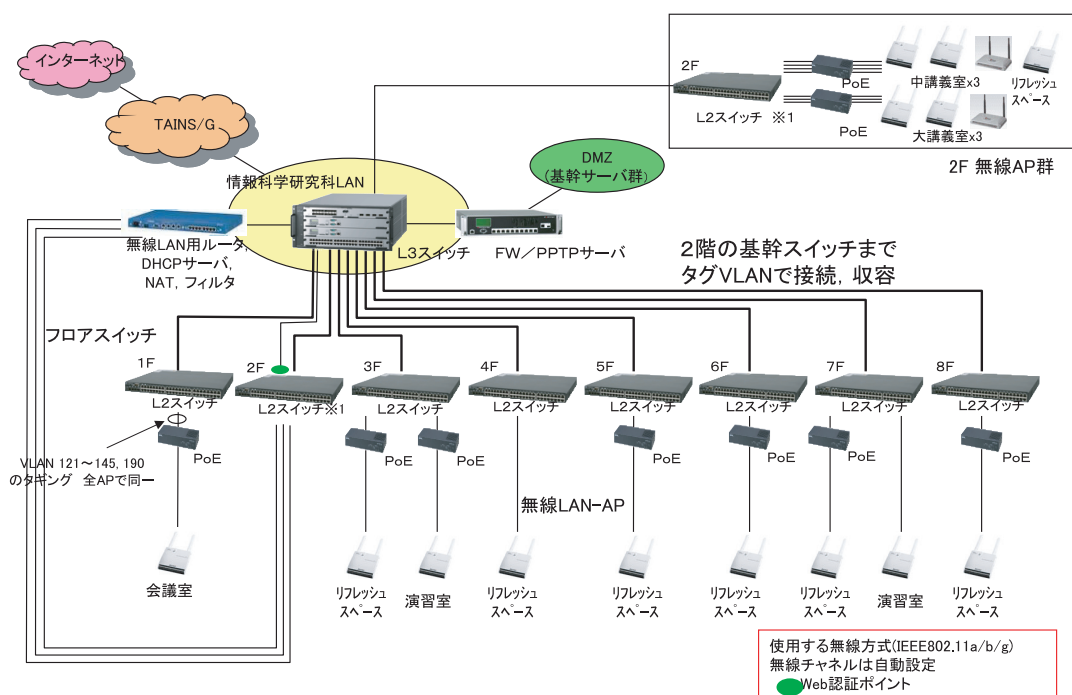 インターネット
TAINS/G
情報科学研究科LAN
無線LAN用ルータ,
DHCPサーバ,
NAT, フィルタ
L3スイッチ
FW/PPTPサーバ
DMZ
(基幹サーバ群)
2F
L2スイッチ ※1
PoE
PoE
中講義室x3
リフレッシュ
スペース
大講義室x3
2F 無線AP群
2階の基幹スイッチまで
タグVLANで接続, 収容
フロアスイッチ
1F
2F
3F
4F
5F
6F
7F
8F
L2スイッチ
L2スイッチ※1
L2スイッチ
L2スイッチ
L2スイッチ
L2スイッチ
L2スイッチ
L2スイッチ
VLAN 121~145, 190
のタギング 全APで同一
PoE
PoE
PoE
PoE
PoE
PoE
PoE
無線LAN-AP
会議室
リフレッシュ
スペース
演習室
リフレッシュ
スペース
リフレッシュ
スペース
リフレッシュ
スペース
リフレッシュ
スペース
演習室
リフレッシュ
スペース
使用する無線方式(IEEE802.11a/b/g)
無線チャネルは自動設定
Web認証ポイント